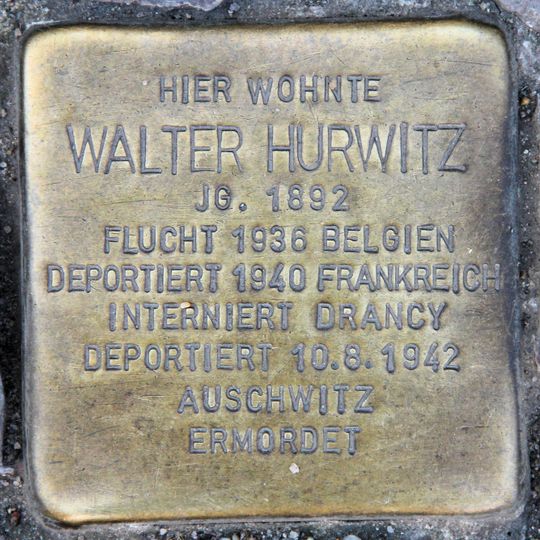 HIER WOHNTE
WALTER HURWITZ
JG. 1892
FLUCHT 1936 BELGIEN
DEPORTIERT 1940 FRANKREICH
INTERNIERT DRANCY
DEPORTIERT 10.8.1942
AUSCHWITZ
ERMORDET